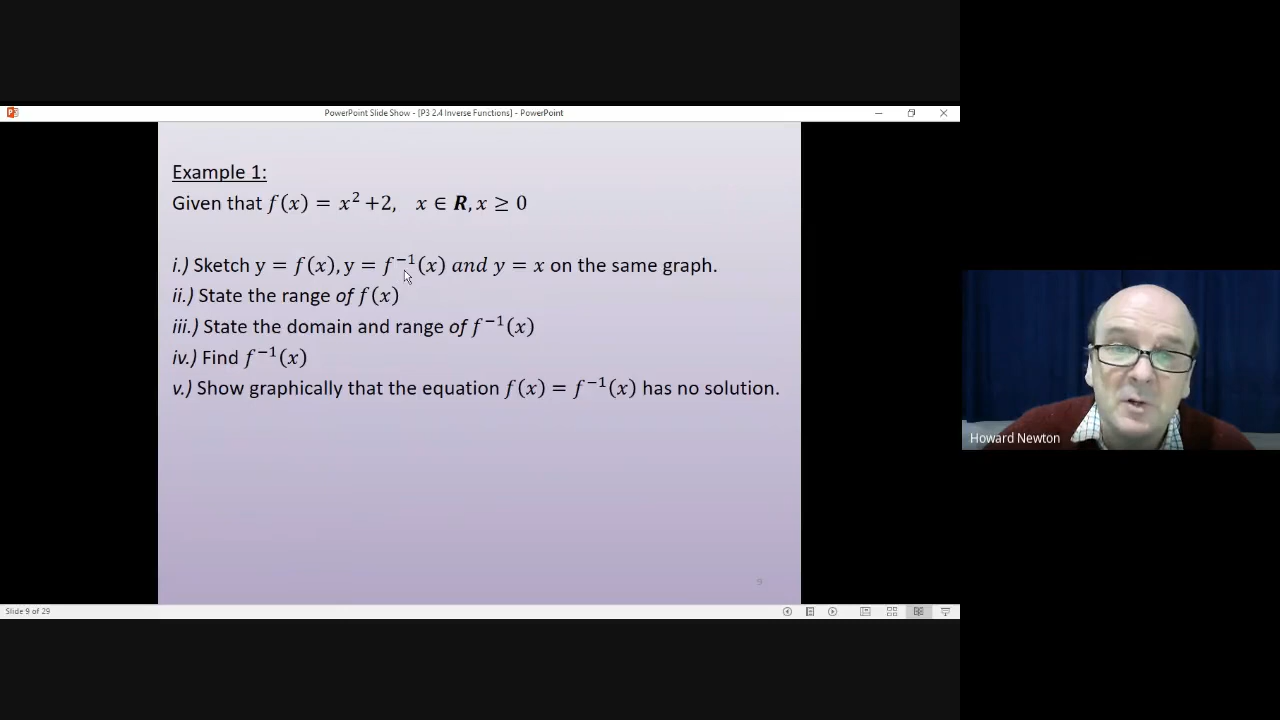 PowerPoint Slide Show - [P3 2.4 Inverse Functions] - PowerPoint
Example 1:
Given that f(x) = x² +2, x ∈ R, x ≥ 0
i.) Sketch y = f(x), y = f⁻¹(x) and y = x on the same graph.
ii.) State the range of f(x)
iii.) State the domain and range of f⁻¹(x)
iv.) Find f⁻¹(x)
v.) Show graphically that the equation f(x) = f⁻¹(x) has no solution.
Howard Newton
9
Slide 9 of 29